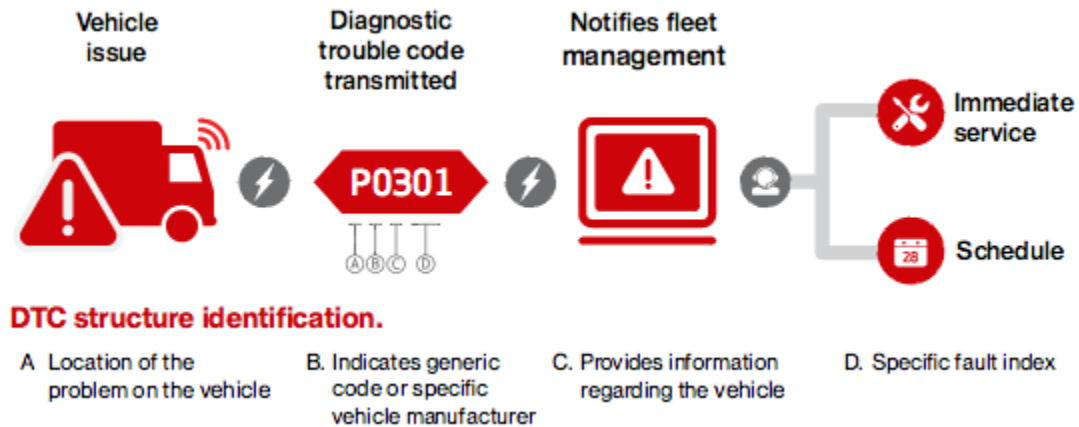 Vehicle
issue
Diagnostic
trouble code
transmitted
Notifies fleet
management
Immediate
service
P0301
A B C D
28
Schedule
DTC structure identification.
A Location of the
problem on the vehicle
B. Indicates generic
code or specific
vehicle manufacturer
C. Provides information
regarding the vehicle
D. Specific fault index